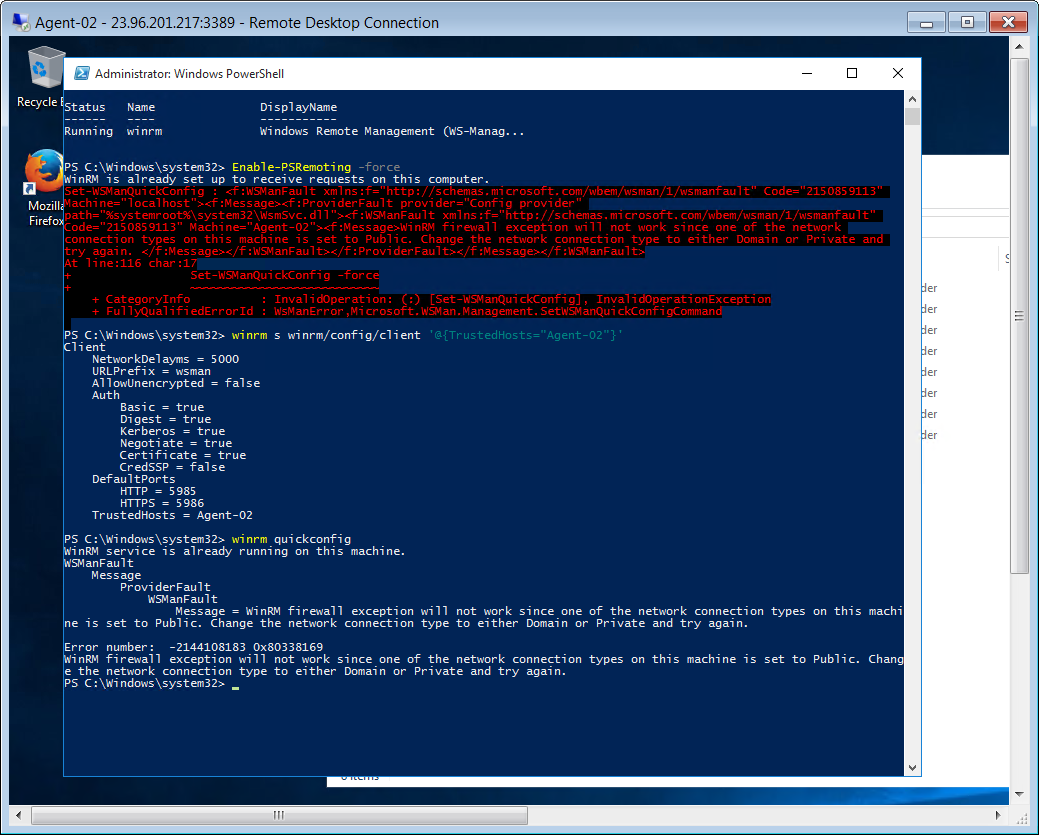 Agent-02 - 23.96.201.217:3389 - Remote Desktop Connection
Recycle
Mozilla
Firefox
Administrator: Windows PowerShell
Status   Name               DisplayName
------   ----               -----------
Running  winrm              Windows Remote Management (WS-Manag...
PS C:\Windows\system32> Enable-PSRemoting -force
WinRM is already set up to receive requests on this computer.
Set-WSManQuickConfig : <f:WSManFault xmlns:f="http://schemas.microsoft.com/wbem/wsman/1/wsmanfault" Code="2150859113"
Machine="localhost"><f:Message><f:ProviderFault provider="Config provider"
path="%systemroot%\system32\WsmSvc.dll"><f:WSManFault xmlns:f="http://schemas.microsoft.com/wbem/wsman/1/wsmanfault"
Code="2150859113" Machine="Agent-02"><f:Message>WinRM firewall exception will not work since one of the network
connection types on this machine is set to Public. Change the network connection type to either Domain or Private and
try again. </f:Message></f:WSManFault></f:ProviderFault></f:Message></f:WSManFault>
At line:116 char:17
+                 Set-WSManQuickConfig -force
+                 ~~~~~~~~~~~~~~~~~~~~~~~~~~~
    + CategoryInfo          : InvalidOperation: (:) [Set-WSManQuickConfig], InvalidOperationException
    + FullyQualifiedErrorId : WsManError,Microsoft.WSMan.Management.SetWSManQuickConfigCommand
PS C:\Windows\system32> winrm s winrm/config/client '@{TrustedHosts="Agent-02"}'
Client
    NetworkDelayms = 5000
    URLPrefix = wsman
    AllowUnencrypted = false
    Auth
        Basic = true
        Digest = true
        Kerberos = true
        Negotiate = true
        Certificate = true
        CredSSP = false
    DefaultPorts
        HTTP = 5985
        HTTPS = 5986
    TrustedHosts = Agent-02
PS C:\Windows\system32> winrm quickconfig
WinRM service is already running on this machine.
WSManFault
    Message
        ProviderFault
            WSManFault
                Message = WinRM firewall exception will not work since one of the network connection types on this machi
ne is set to Public. Change the network connection type to either Domain or Private and try again.
Error number:  -2144108183 0x80338169
WinRM firewall exception will not work since one of the network connection types on this machine is set to Public. Chang
e the network connection type to either Domain or Private and try again.
PS C:\Windows\system32>
der
der
der
der
der
der
der
der
items